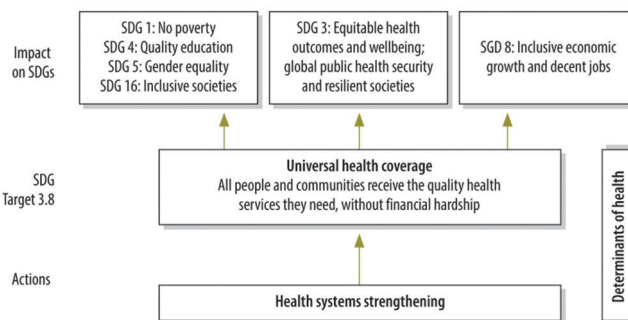 Impact
on SDGs
SDG 1: No poverty
SDG 4: Quality education
SDG 5: Gender equality
SDG 16: Inclusive societies
SDG 3: Equitable health
outcomes and wellbeing;
global public health security
and resilient societies
SGD 8: Inclusive economic
growth and decent jobs
SDG
Target 3.8
Universal health coverage
All people and communities receive the quality health
services they need, without financial hardship
Determinants of health
Actions
Health systems strengthening